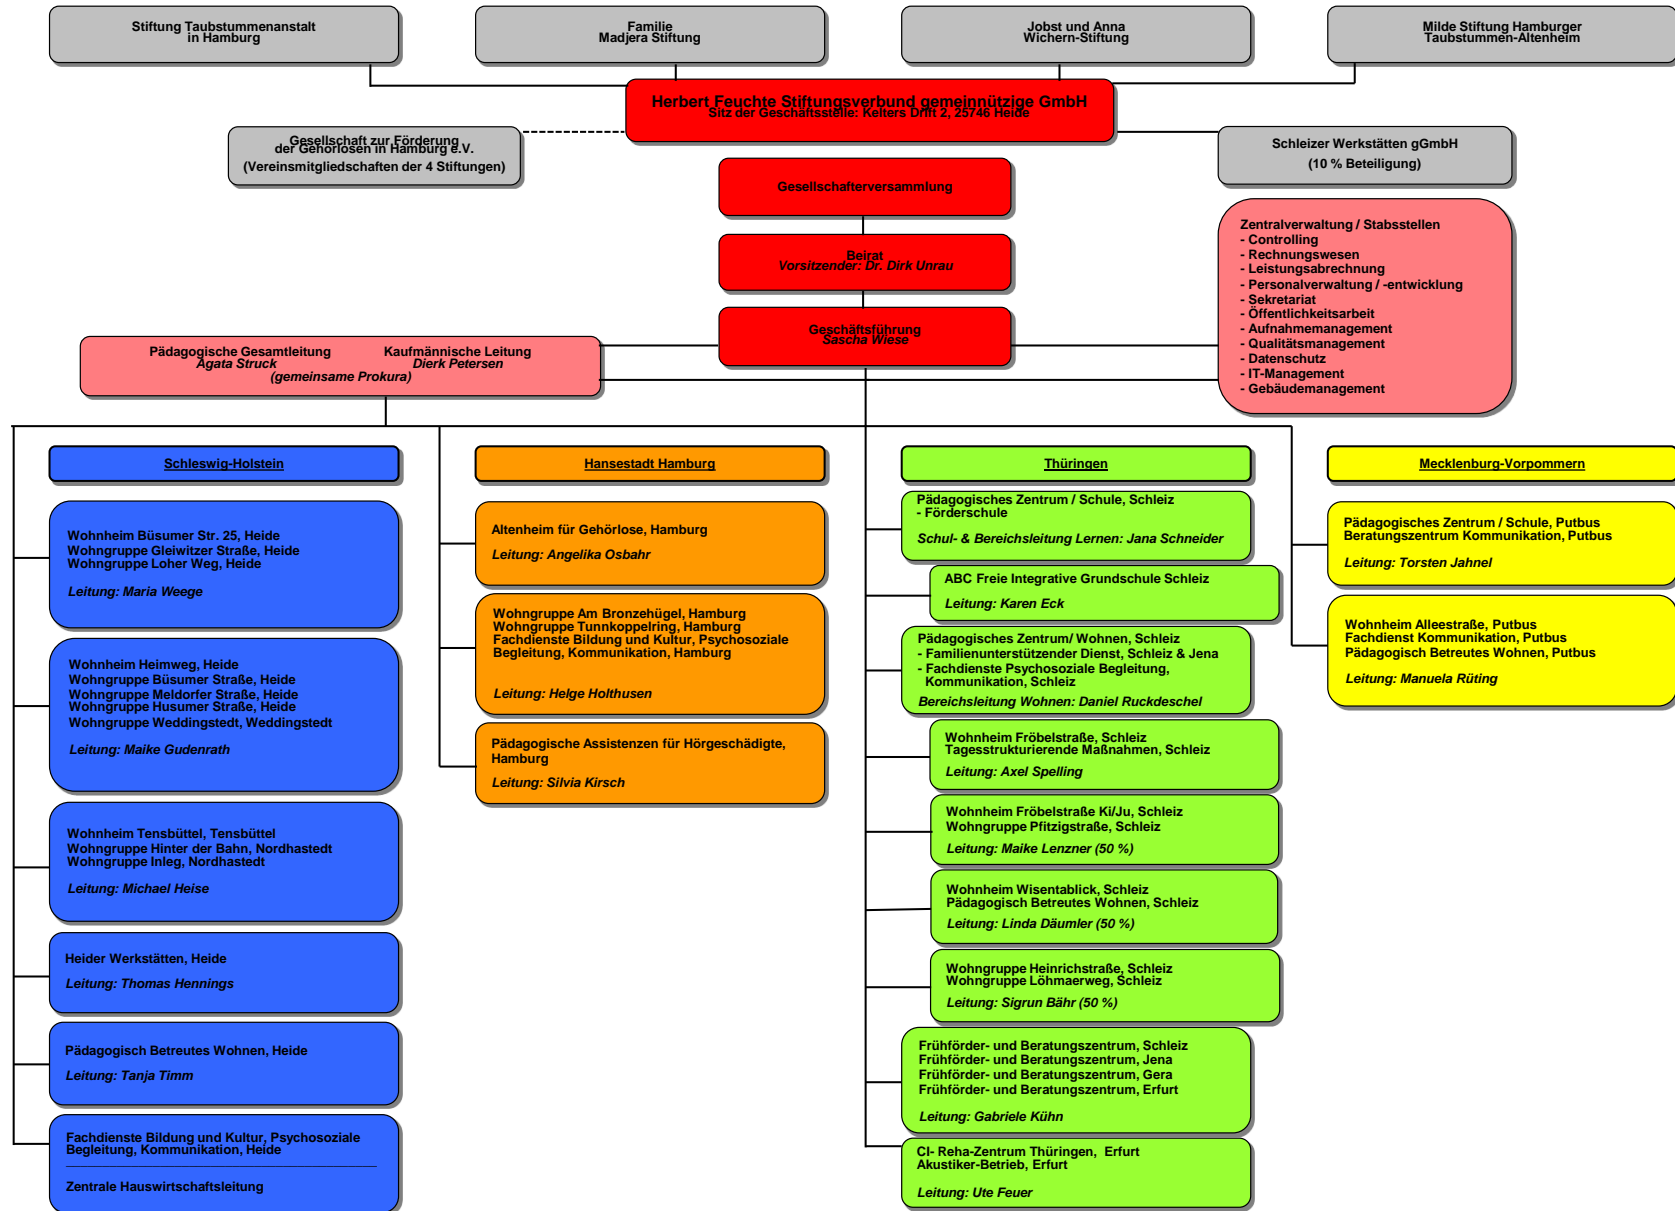 Stiftung Taubstummenanstalt
in Hamburg
Familie
Madjera Stiftung
Jobst und Anna
Wichern-Stiftung
Milde Stiftung Hamburger
Taubstummen-Altenheim
Herbert Feuchte Stiftungsverbund gemeinnützige GmbH
Sitz der Geschäftsstelle: Kelters Drift 2, 25746 Heide
Gesellschaft zur Förderung
der Gehörlosen in Hamburg e.V.
(Vereinsmitgliedschaften der 4 Stiftungen)
Schleizer Werkstätten gGmbH
(10 % Beteiligung)
Gesellschafterversammlung
Beirat
Vorsitzender: Dr. Dirk Unrau
Geschäftsführung
Sascha Wiese
Zentralverwaltung / Stabsstellen
- Controlling
- Rechnungswesen
- Leistungsabrechnung
- Personalverwaltung / -entwicklung
- Sekretariat
- Öffentlichkeitsarbeit
- Aufnahmemanagement
- Qualitätsmanagement
- Datenschutz
- IT-Management
- Gebäudemanagement
Pädagogische Gesamtleitung Kaufmännische Leitung
Agata Struck Dierk Petersen
(gemeinsame Prokura)
Schleswig-Holstein
Wohnheim Büsumer Str. 25, Heide
Wohngruppe Gleiwitzer Straße, Heide
Wohngruppe Loher Weg, Heide
Leitung: Maria Weege
Wohnheim Heimweg, Heide
Wohngruppe Büsumer Straße, Heide
Wohngruppe Meldorfer Straße, Heide
Wohngruppe Husumer Straße, Heide
Wohngruppe Weddingstedt, Weddingstedt
Leitung: Maike Gudenrath
Wohnheim Tensbüttel, Tensbüttel
Wohngruppe Hinter der Bahn, Nordhastedt
Wohngruppe Inleg, Nordhastedt
Leitung: Michael Heise
Heider Werkstätten, Heide
Leitung: Thomas Hennings
Pädagogisch Betreutes Wohnen, Heide
Leitung: Tanja Timm
Fachdienste Bildung und Kultur, Psychosoziale
Begleitung, Kommunikation, Heide
Zentrale Hauswirtschaftsleitung
Hansestadt Hamburg
Altenheim für Gehörlose, Hamburg
Leitung: Angelika Osbahr
Wohngruppe Am Bronzehügel, Hamburg
Wohngruppe Tunnkoppelring, Hamburg
Fachdienste Bildung und Kultur, Psychosoziale
Begleitung, Kommunikation, Hamburg
Leitung: Helge Holthusen
Pädagogische Assistenzen für Hörgeschädigte,
Hamburg
Leitung: Silvia Kirsch
Thüringen
Pädagogisches Zentrum / Schule, Schleiz
- Förderschule
Schul- & Bereichsleitung Lernen: Jana Schneider
ABC Freie Integrative Grundschule Schleiz
Leitung: Karen Eck
Pädagogisches Zentrum/ Wohnen, Schleiz
- Familienunterstützender Dienst, Schleiz & Jena
- Fachdienste Psychosoziale Begleitung,
Kommunikation, Schleiz
Bereichsleitung Wohnen: Daniel Ruckdeschel
Wohnheim Fröbelstraße, Schleiz
Tagesstrukturierende Maßnahmen, Schleiz
Leitung: Axel Spelling
Wohnheim Fröbelstraße Ki/Ju, Schleiz
Wohngruppe Pfitzigstraße, Schleiz
Leitung: Maike Lenzner (50 %)
Wohnheim Wisentablick, Schleiz
Pädagogisch Betreutes Wohnen, Schleiz
Leitung: Linda Däumler (50 %)
Wohngruppe Heinrichstraße, Schleiz
Wohngruppe Löhmaerweg, Schleiz
Leitung: Sigrun Bähr (50 %)
Frühförder- und Beratungszentrum, Schleiz
Frühförder- und Beratungszentrum, Jena
Frühförder- und Beratungszentrum, Gera
Frühförder- und Beratungszentrum, Erfurt
Leitung: Gabriele Kühn
CI- Reha-Zentrum Thüringen, Erfurt
Akustiker-Betrieb, Erfurt
Leitung: Ute Feuer
Mecklenburg-Vorpommern
Pädagogisches Zentrum / Schule, Putbus
Beratungszentrum Kommunikation, Putbus
Leitung: Torsten Jahnel
Wohnheim Alleestraße, Putbus
Fachdienst Kommunikation, Putbus
Pädagogisch Betreutes Wohnen, Putbus
Leitung: Manuela Rüting